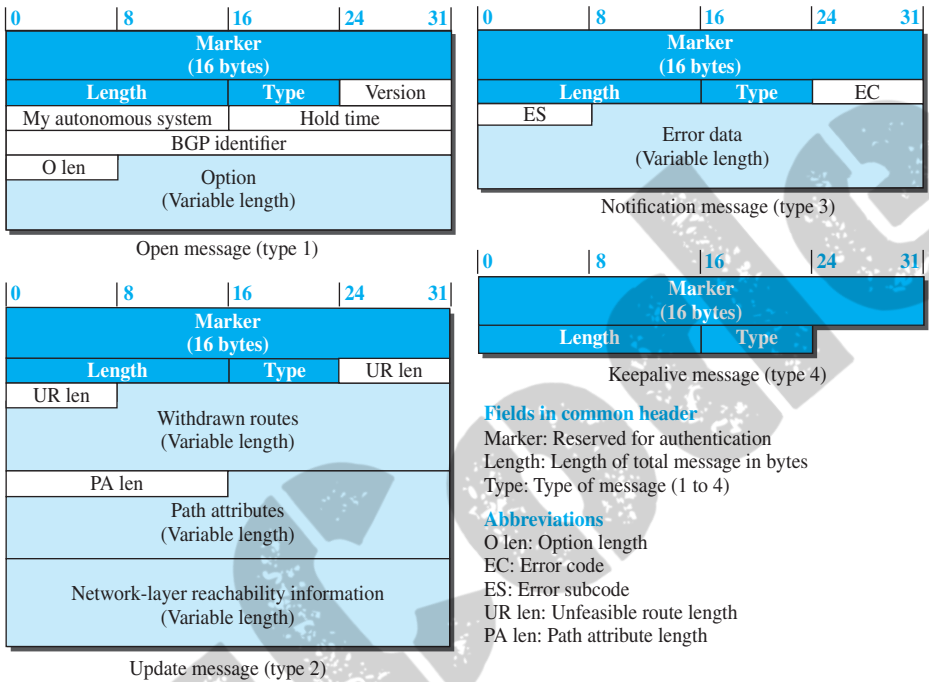 0 8 16 24 31
Marker
(16 bytes)
Length Type Version
My autonomous system Hold time
BGP identifier
O len
Option
(Variable length)
Open message (type 1)
0 8 16 24 31
Marker
(16 bytes)
Length Type UR len
UR len
Withdrawn routes
(Variable length)
PA len
Path attributes
(Variable length)
Network-layer reachability information
(Variable length)
Update message (type 2)
0 8 16 24 31
Marker
(16 bytes)
Length Type EC
ES
Error data
(Variable length)
Notification message (type 3)
0 8 16 24 31
Marker
(16 bytes)
Length Type
Keepalive message (type 4)
Fields in common header
Marker: Reserved for authentication
Length: Length of total message in bytes
Type: Type of message (1 to 4)
Abbreviations
O len: Option length
EC: Error code
ES: Error subcode
UR len: Unfeasible route length
PA len: Path attribute length